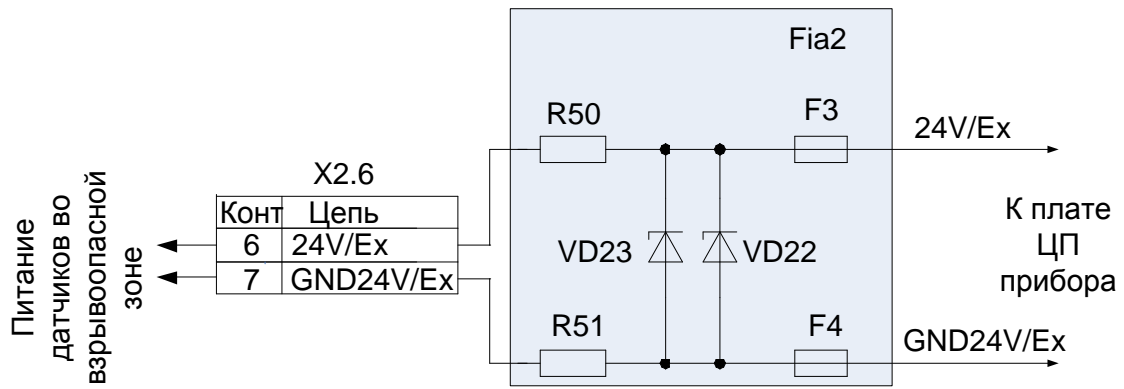 Fia2
R50
F3
24V/Ex
X2.6
Конт Цепь
6 24V/Ex
7 GND24V/Ex
Питание
датчиков во
взрывоопасной
зоне
VD23
VD22
К плате
ЦП
прибора
R51
F4
GND24V/Ex